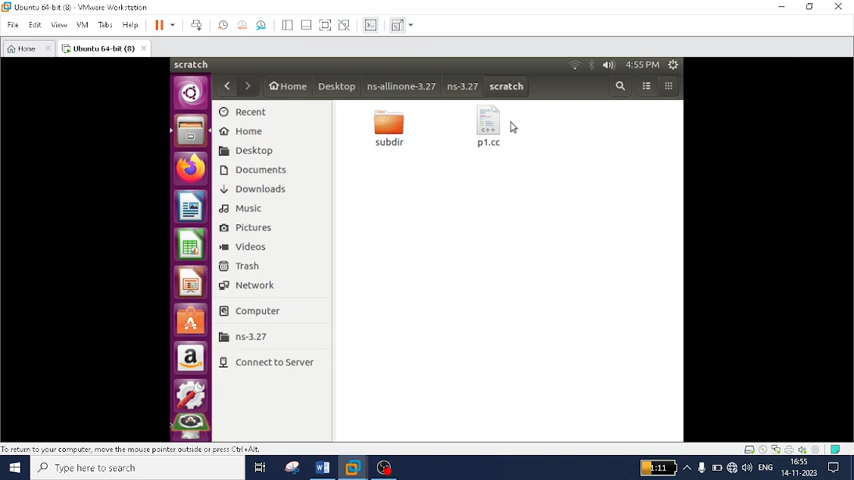 Ubuntu 64-bit (8) - VMware Workstation
File Edit View VM Tabs Help
Home Ubuntu 64-bit (8)
scratch 4:55 PM
Home Desktop ns-allinone-3.27 ns-3.27 scratch
Recent
Home
Desktop
Documents
Downloads
Music
Pictures
Videos
Trash
Network
Computer
ns-3.27
Connect to Server
subdir
C++
p1.cc
To return to your computer, move the mouse pointer outside or press Ctrl+Alt.
Type here to search
1:11
ENG
16:55
14-11-2023